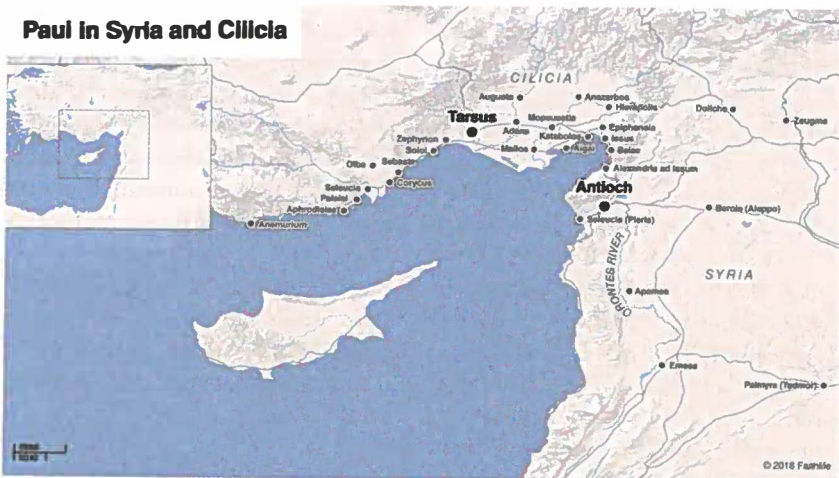 Paul in Syria and Cilicia
CILICIA
Augusta
Anazarbos
Hierapolis
Doliche
Zeugma
Tarsus
Mopsuestia
Adana
Epiphaneia
Zephyrion
Katabolos
Issus
Soloi
Mallos
Aigai
Baiae
Olba
Sebaste
Alexandria ad Issum
Corycus
Antioch
Seleucia
Palaiai
Aphrodisias
Beroia (Aleppo)
Anemurium
Seleucia (Pieria)
ORONTES RIVER
SYRIA
Apamea
Emesa
Palmyra (Tadmor)
© 2018 Faithlife